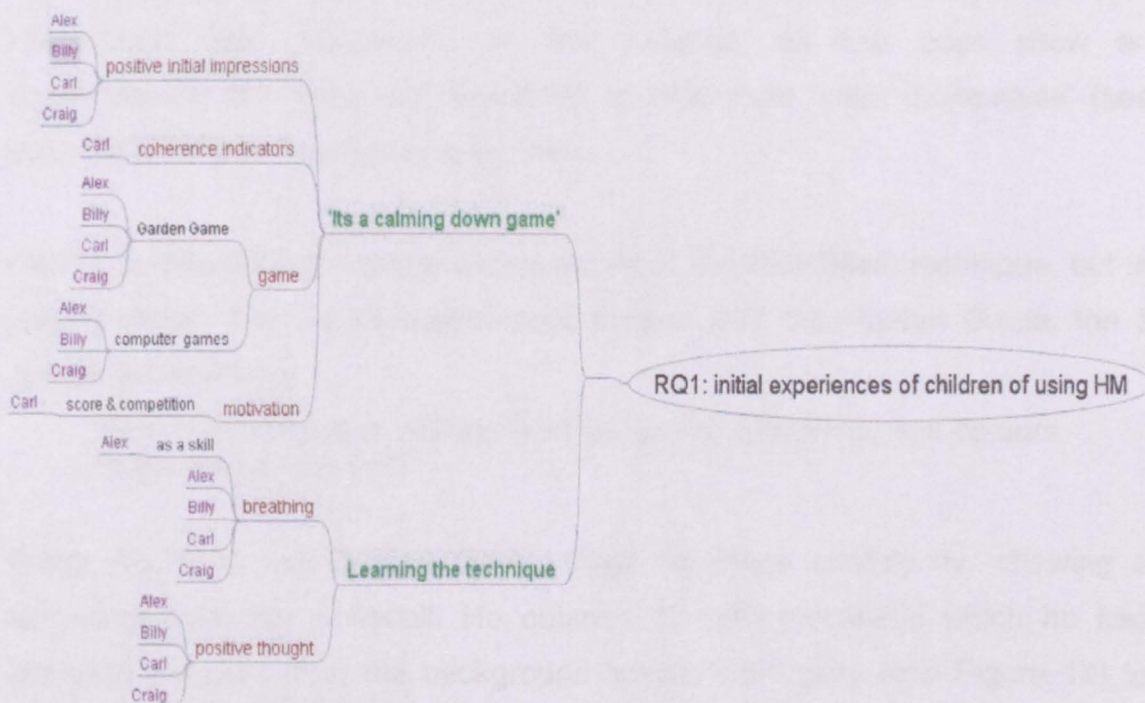 Alex
Billy
Carl
Craig
positive initial impressions
Carl
coherence indicators
Alex
Billy
Carl
Craig
Garden Game
Alex
Billy
Craig
computer games
game
Carl
score & competition
motivation
'Its a calming down game'
Alex
as a skill
Alex
Billy
Carl
Craig
breathing
Alex
Billy
Carl
Craig
positive thought
Learning the technique
RQ1: initial experiences of children of using HM